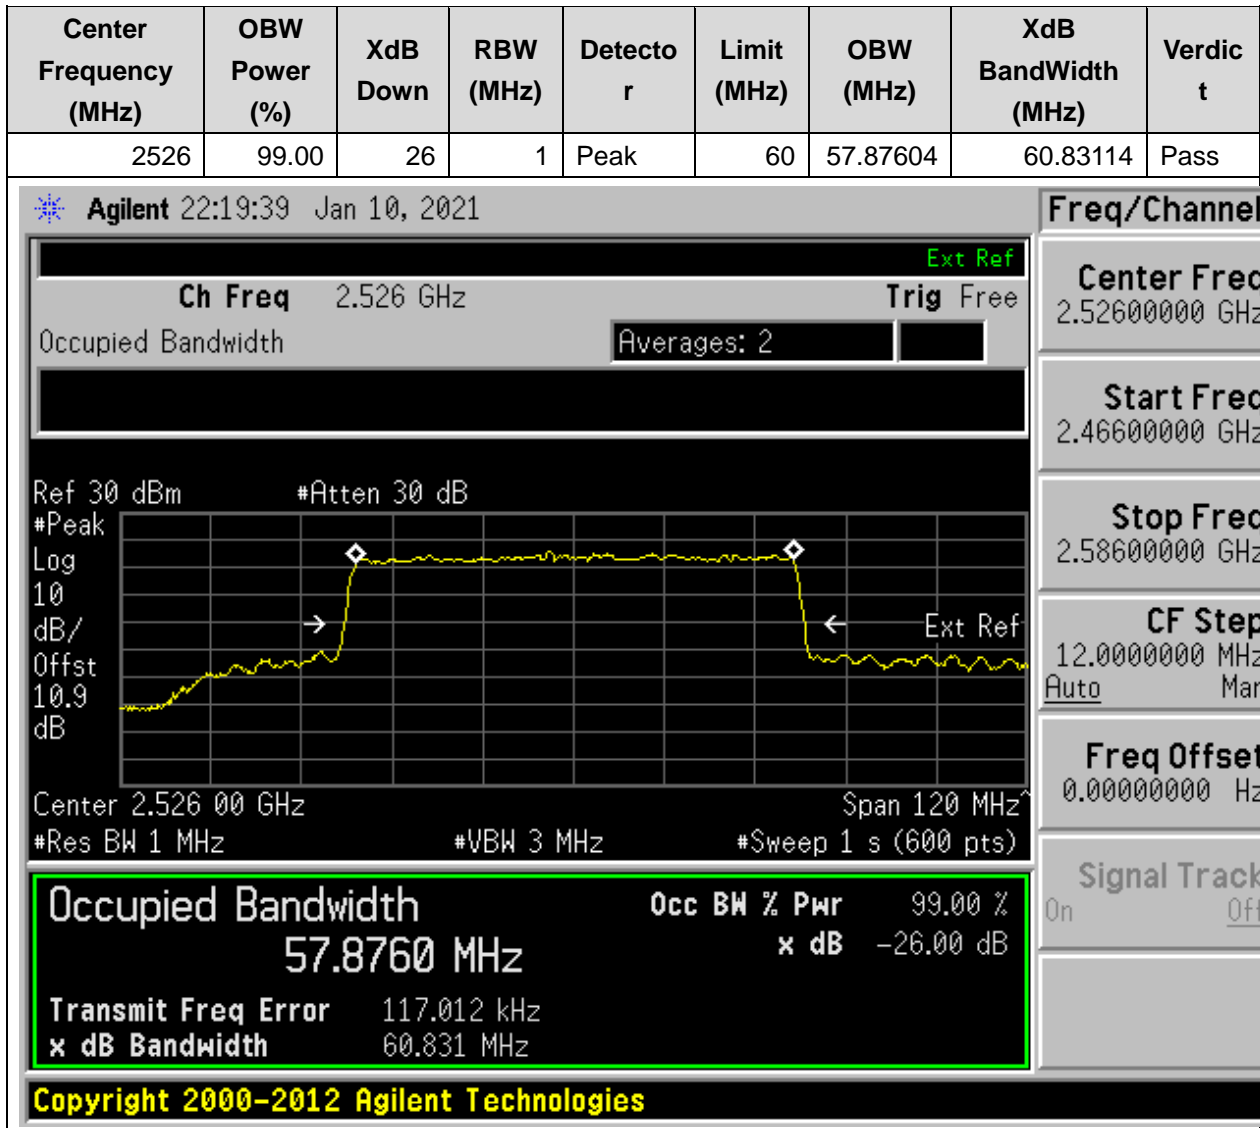 Center Frequency (MHz) OBW Power (%) XdB Down RBW (MHz) Detecto r Limit (MHz) OBW (MHz) XdB BandWidth (MHz) Verdic t
2526 99.00 26 1 Peak 60 57.87604 60.83114 Pass
Agilent 22:19:39 Jan 10, 2021
Freq/Channel
Ext Ref
Ch Freq 2.526 GHz Trig Free
Occupied Bandwidth Averages: 2
Center Freq
2.52600000 GHz
Start Freq
2.46600000 GHz
Stop Freq
2.58600000 GHz
CF Step
12.0000000 MHz
Auto Man
Freq Offset
0.00000000 Hz
Signal Track
On Off
Ref 30 dBm #Atten 30 dB
#Peak
Log
10
dB/
Offst
10.9
dB
Ext Ref
Center 2.526 00 GHz Span 120 MHz^
#Res BW 1 MHz #VBW 3 MHz #Sweep 1 s (600 pts)
Occupied Bandwidth Occ BW % Pwr 99.00 %
57.8760 MHz x dB -26.00 dB
Transmit Freq Error 117.012 kHz
x dB Bandwidth 60.831 MHz
Copyright 2000-2012 Agilent Technologies